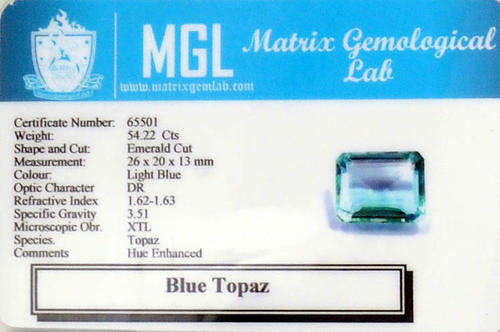 MGL Matrix Gemological
Lab
www.matrixgemlab.com
Certificate Number: 65501
Weight: 54.22 Cts
Shape and Cut: Emerald Cut
Measurement: 26 x 20 x 13 mm
Colour: Light Blue
Optic Character DR
Refractive Index 1.62-1.63
Specific Gravity 3.51
Microscopic Obr. XTL
Species. Topaz
Comments Hue Enhanced
Blue Topaz